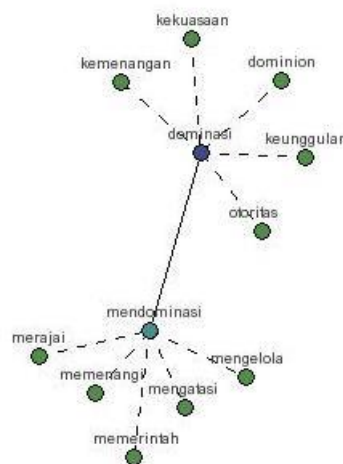 kekuasaan
kemenangan
dominion
dominasi
keunggulan
otoritas
mendominasi
merajai
mengelola
memenangi
mengatasi
memerintah